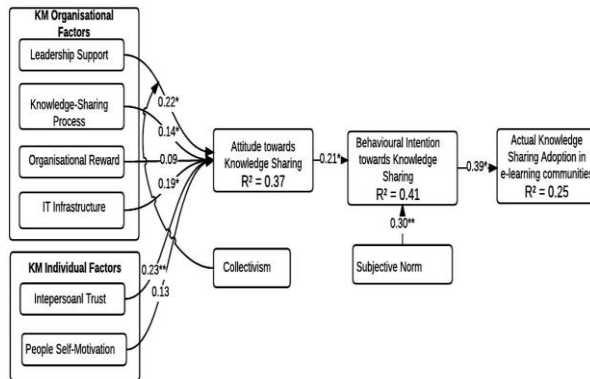 KM Organisational
Factors
Leadership Support
Knowledge-Sharing
Process
Organisational Reward
IT Infrastructure
KM Individual Factors
Intepersoanl Trust
People Self-Motivation
0.22*
0.14*
0.09
0.19*
0.23**
0.13
Collectivism
Attitude towards
Knowledge Sharing
R² = 0.37
0.21*
Behavioural Intention
towards Knowledge
Sharing
R² = 0.41
0.30**
Subjective Norm
0.39*
Actual Knowledge
Sharing Adoption in
e-learning communities
R² = 0.25